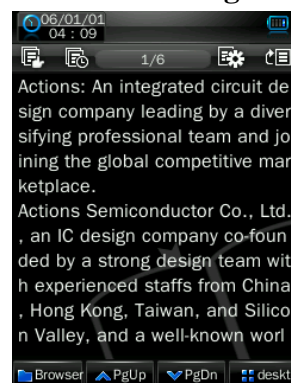 06/01/01
04 : 09
1/6
Actions: An integrated circuit de
sign company leading by a diver
sifying professional team and jo
ining the global competitive mar
ketplace.
Actions Semiconductor Co., Ltd.
, an IC design company co-foun
ded by a strong design team wit
h experienced staffs from China
, Hong Kong, Taiwan, and Silico
n Valley, and a well-known worl
Browser PgUp PgDn deskt